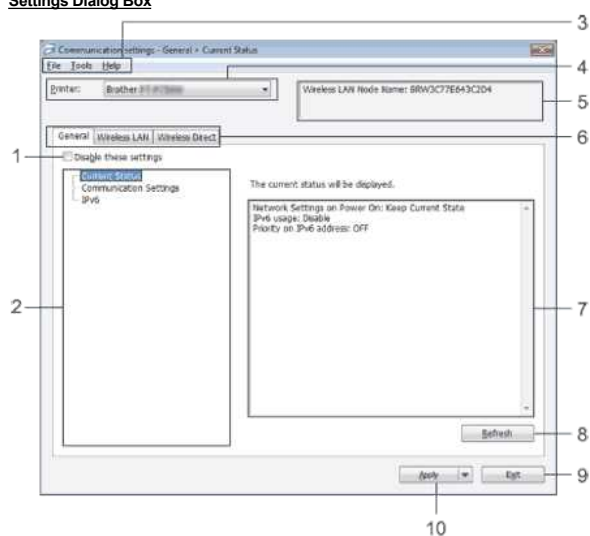 Settings Dialog Box
3
Communication settings - General > Current Status
File Tools Help
4
Printer: Brother
Wireless LAN Node Name: BRW3C77E643C2D4
5
General Wireless LAN Wireless Direct
6
1
Disable these settings
Current Status
Communication Settings
IPv6
The current status will be displayed.
Network Settings on Power On: Keep Current State
IPv6 usage: Disable
Priority on IPv6 address: OFF
2
7
Refresh
8
Apply
Exit
9
10